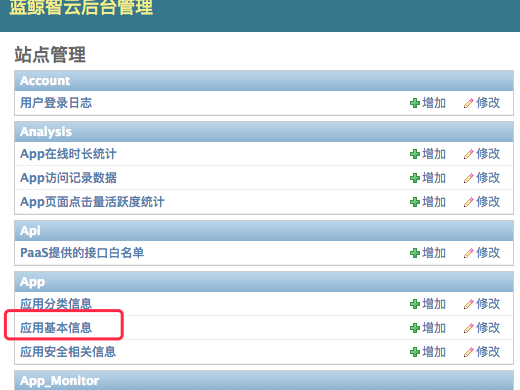 蓝鲸智云后台管理
站点管理
Account
用户登录日志 增加 修改
Analysis
App在线时长统计 增加 修改
App访问记录数据 增加 修改
App页面点击量活跃度统计 增加 修改
Api
PaaS提供的接口白名单 增加 修改
App
应用分类信息 增加 修改
应用基本信息 增加 修改
应用安全相关信息 增加 修改
App_Monitor